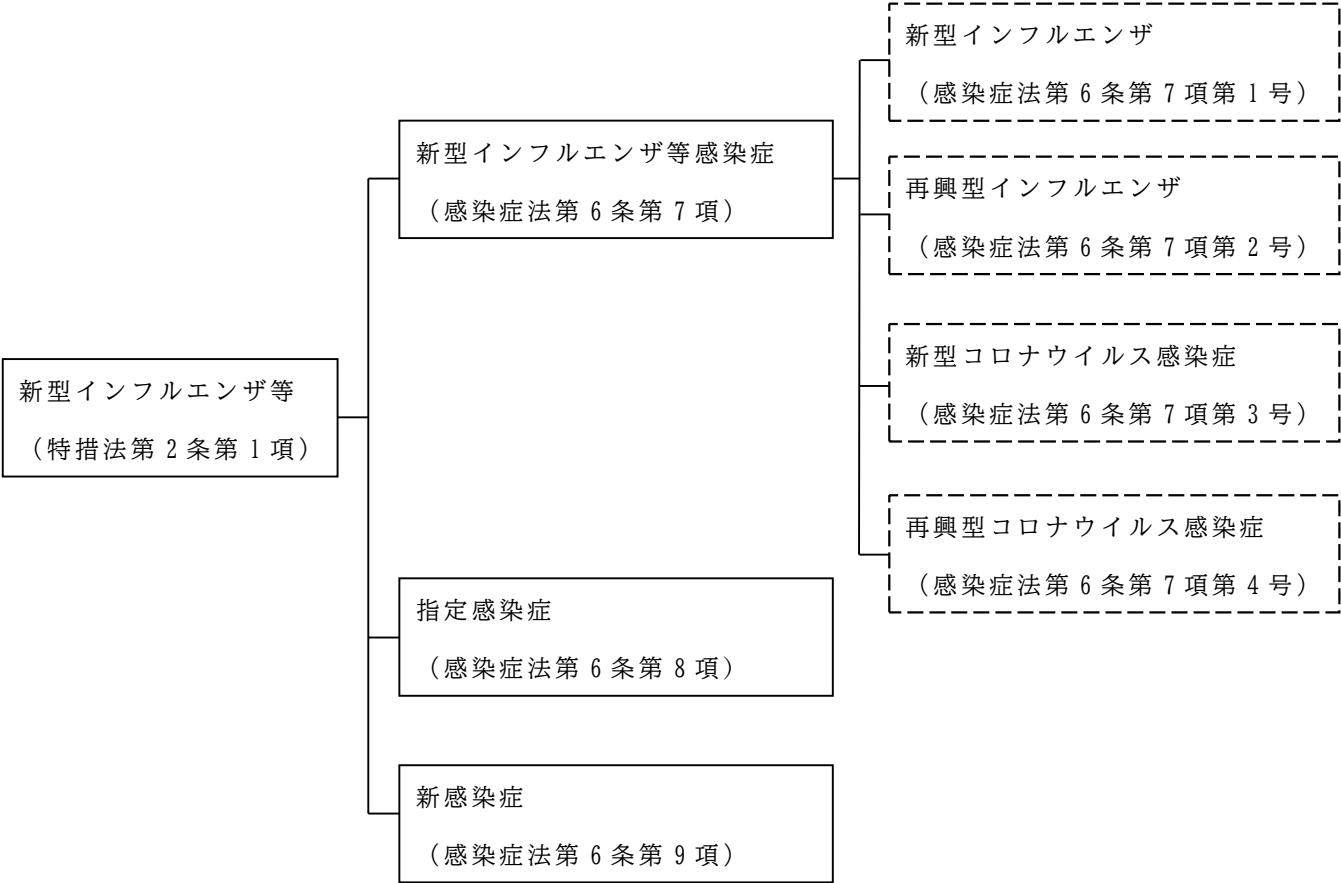 新型インフルエンザ等
（特措法第2条第1項）
新型インフルエンザ等感染症
（感染症法第6条第7項）
新型インフルエンザ
（感染症法第6条第7項第1号）
再興型インフルエンザ
（感染症法第6条第7項第2号）
新型コロナウイルス感染症
（感染症法第6条第7項第3号）
再興型コロナウイルス感染症
（感染症法第6条第7項第4号）
指定感染症
（感染症法第6条第8項）
新感染症
（感染症法第6条第9項）